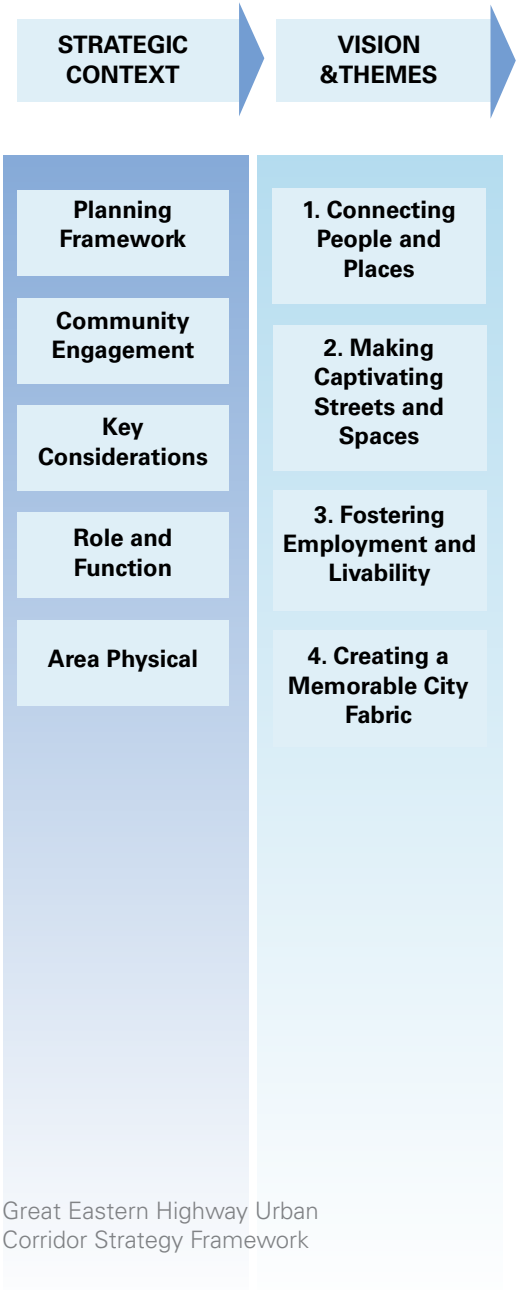 STRATEGIC
CONTEXT
VISION
&THEMES
Planning
Framework
Community
Engagement
Key
Considerations
Role and
Function
Area Physical
1. Connecting
People and
Places
2. Making
Captivating
Streets and
Spaces
3. Fostering
Employment and
Livability
4. Creating a
Memorable City
Fabric
Great Eastern Highway Urban
Corridor Strategy Framework